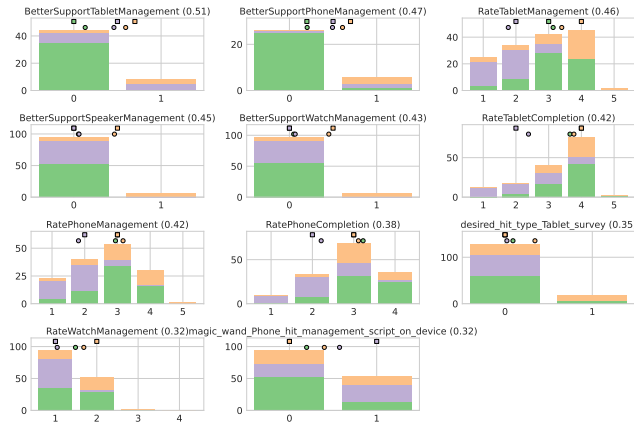 BetterSupportTabletManagement (0.51)
40
20
0
0 1
BetterSupportPhoneManagement (0.47)
20
0
0 1
RateTabletManagement (0.46)
40
20
0
1 2 3 4 5
BetterSupportSpeakerManagement (0.45)
100
50
0
0 1
BetterSupportWatchManagement (0.43)
100
50
0
0 1
RateTabletCompletion (0.42)
50
0
1 2 3 4 5
RatePhoneManagement (0.42)
50
25
0
1 2 3 4 5
RatePhoneCompletion (0.38)
50
0
1 2 3 4
desired_hit_type_Tablet_survey (0.35
100
0
0 1
RateWatchManagement (0.32)
100
50
0
1 2 3 4
magic_wand_Phone_hit_management_script_on_device (0.32)
100
50
0
0 1